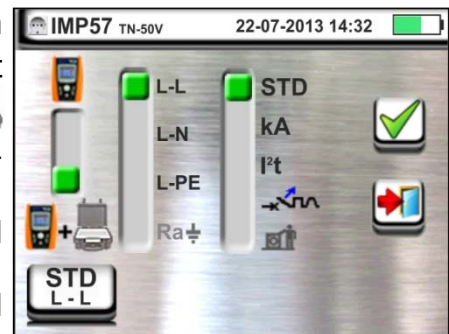 IMP57 TN-50V 22-07-2013 14:32
L-L
L-N
L-PE
Ra
STD
kA
I²t
+
STD
L - L